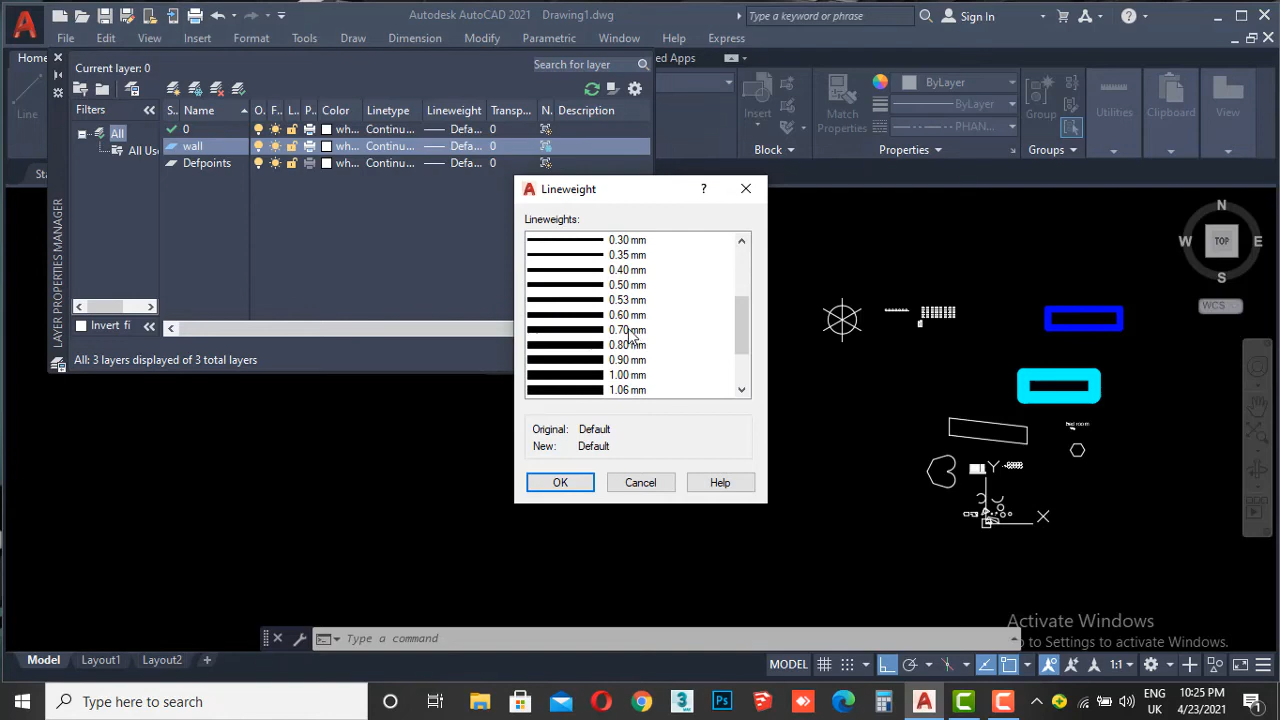 Autodesk AutoCAD 2021 Drawing1.dwg
Type a keyword or phrase
Sign In
File Edit View Insert Format Tools Draw Dimension Modify Parametric Window Help Express
Home
ed Apps
Current layer: 0
Search for layer
Filters
S.. Name
O.. F... L... P.. Color Linetype Lineweight Transp... N.. Description
All
All Us
0 wh... Continu... Defa... 0
wall wh... Continu... Defa... 0
Defpoints wh... Continu... Defa... 0
Invert fi
All: 3 layers displayed of 3 total layers
LAYER PROPERTIES MANAGER
Line
Insert
Match
Properties
ByLayer
ByLayer
PHAN...
Group
Utilities
Clipboard
View
Block
Properties
Groups
Sta
Lineweight
?
Lineweights:
0.30 mm
0.35 mm
0.40 mm
0.50 mm
0.53 mm
0.60 mm
0.70 mm
0.80 mm
0.90 mm
1.00 mm
1.06 mm
Original: Default
New: Default
OK Cancel Help
N
W TOP E
S
WCS
bed room
Y
X
Activate Windows
Go to Settings to activate Windows.
Type a command
Model Layout1 Layout2 +
MODEL
1:1
Type here to search
3
Ps
ENG
UK
10:25 PM
4/23/2021
1